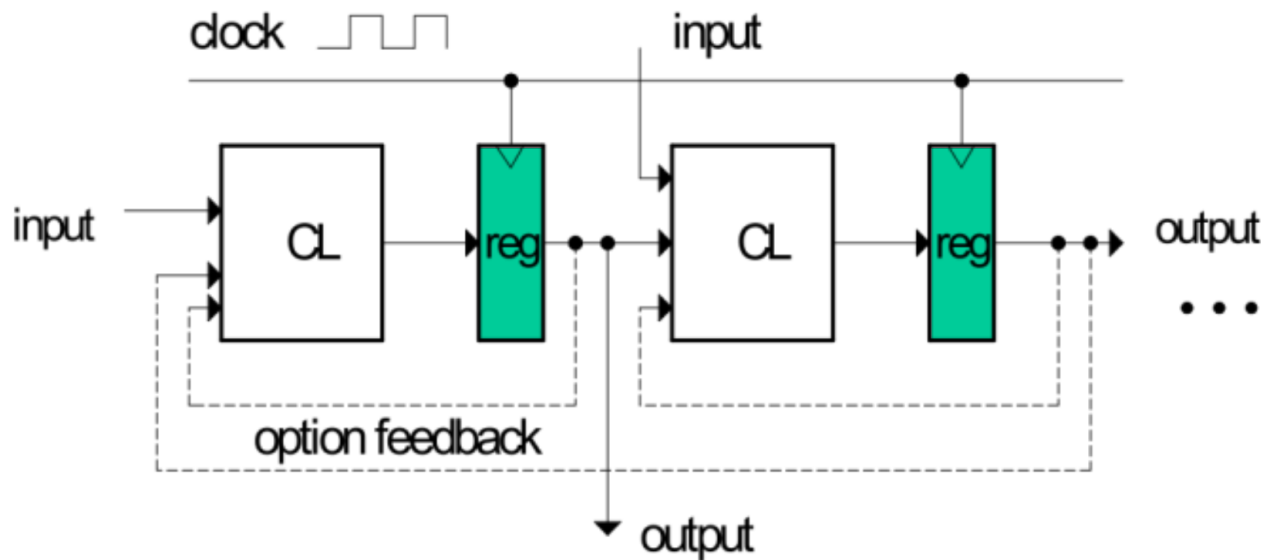 clock
input
input
CL
reg
CL
reg
output
option feedback
output